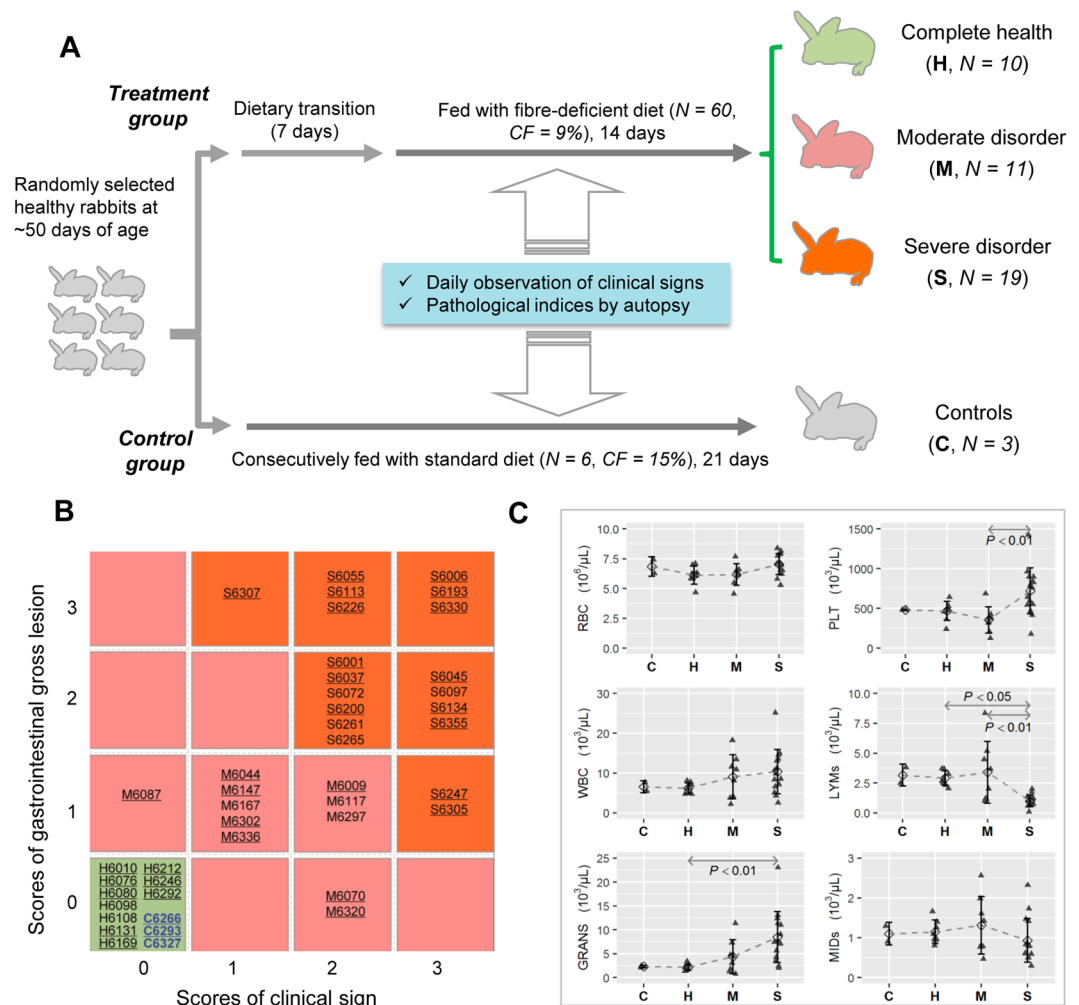 A
Treatment
group
Dietary transition
(7 days)
Fed with fibre-deficient diet (N = 60,
CF = 9%), 14 days
Complete health
(H, N = 10)
Moderate disorder
(M, N = 11)
Severe disorder
(S, N = 19)
Randomly selected
healthy rabbits at
~50 days of age
✓ Daily observation of clinical signs
✓ Pathological indices by autopsy
Control
group
Consecutively fed with standard diet (N = 6, CF = 15%), 21 days
Controls
(C, N = 3)
B
Scores of gastrointestinal gross lesion
3
S6307
S6055
S6113
S6226
S6006
S6193
S6330
2
S6001
S6037
S6072
S6200
S6261
S6265
S6045
S6097
S6134
S6355
1
M6087
M6044
M6147
M6167
M6302
M6336
M6009
M6117
M6297
S6247
S6305
0
H6010 H6212
H6076 H6246
H6080 H6292
H6098
H6108 C6266
H6131 C6293
H6169 C6327
M6070
M6320
0 1 2 3
Scores of clinical sign
C
RBC (10⁶/µL)
10.0
7.5
5.0
2.5
0.0
C H M S
PLT (10³/µL)
1500
1000
500
0
P < 0.01
C H M S
WBC (10³/µL)
30
20
10
0
C H M S
LYMs (10³/µL)
10.0
7.5
5.0
2.5
0.0
P < 0.05
P < 0.01
C H M S
GRANS (10³/µL)
25
20
15
10
5
0
P < 0.01
C H M S
MIDs (10³/µL)
3
2
1
0
C H M S